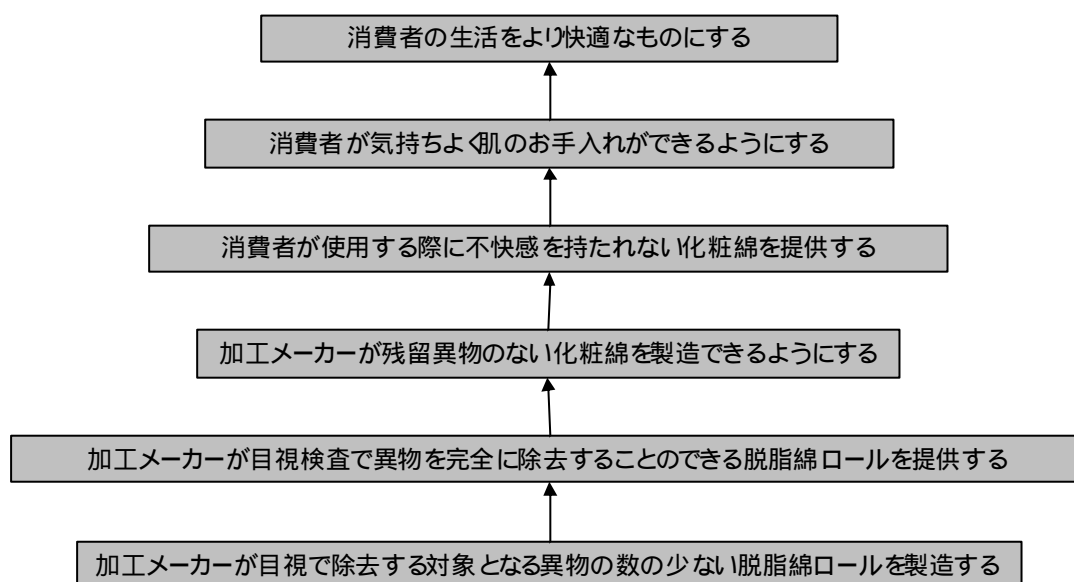 消費者の生活をより快適なものにする
消費者が気持ちよく肌のお手入れができるようにする
消費者が使用する際に不快感を持たれない化粧綿を提供する
加工メーカーが残留異物のない化粧綿を製造できるようにする
加工メーカーが目視検査で異物を完全に除去することのできる脱脂綿ロールを提供する
加工メーカーが目視で除去する対象となる異物の数の少ない脱脂綿ロールを製造する